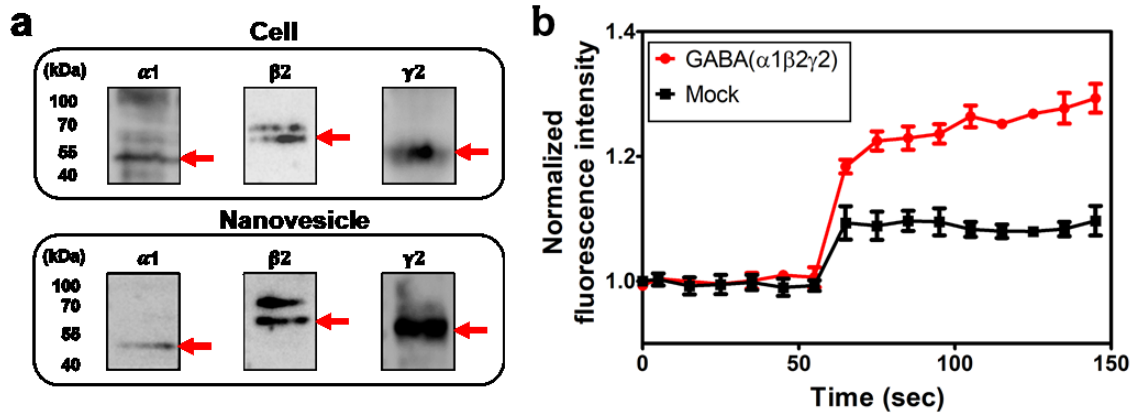 a
Cell
(kDa) α1 β2 γ2
100
70
55
40
Nanovesicle
(kDa) α1 β2 γ2
100
70
55
40
b
Normalized
fluorescence intensity
1.4
1.2
1.0
GABA(α1β2γ2)
Mock
0 50 100 150
Time (sec)